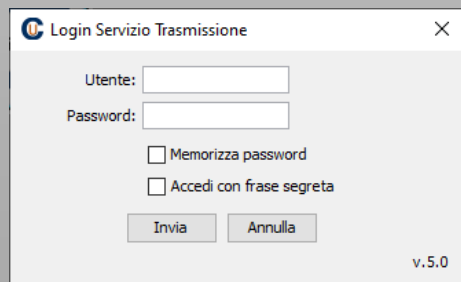 Login Servizio Trasmissione
Utente:
Password:
Memorizza password
Accedi con frase segreta
Invia Annulla
v.5.0